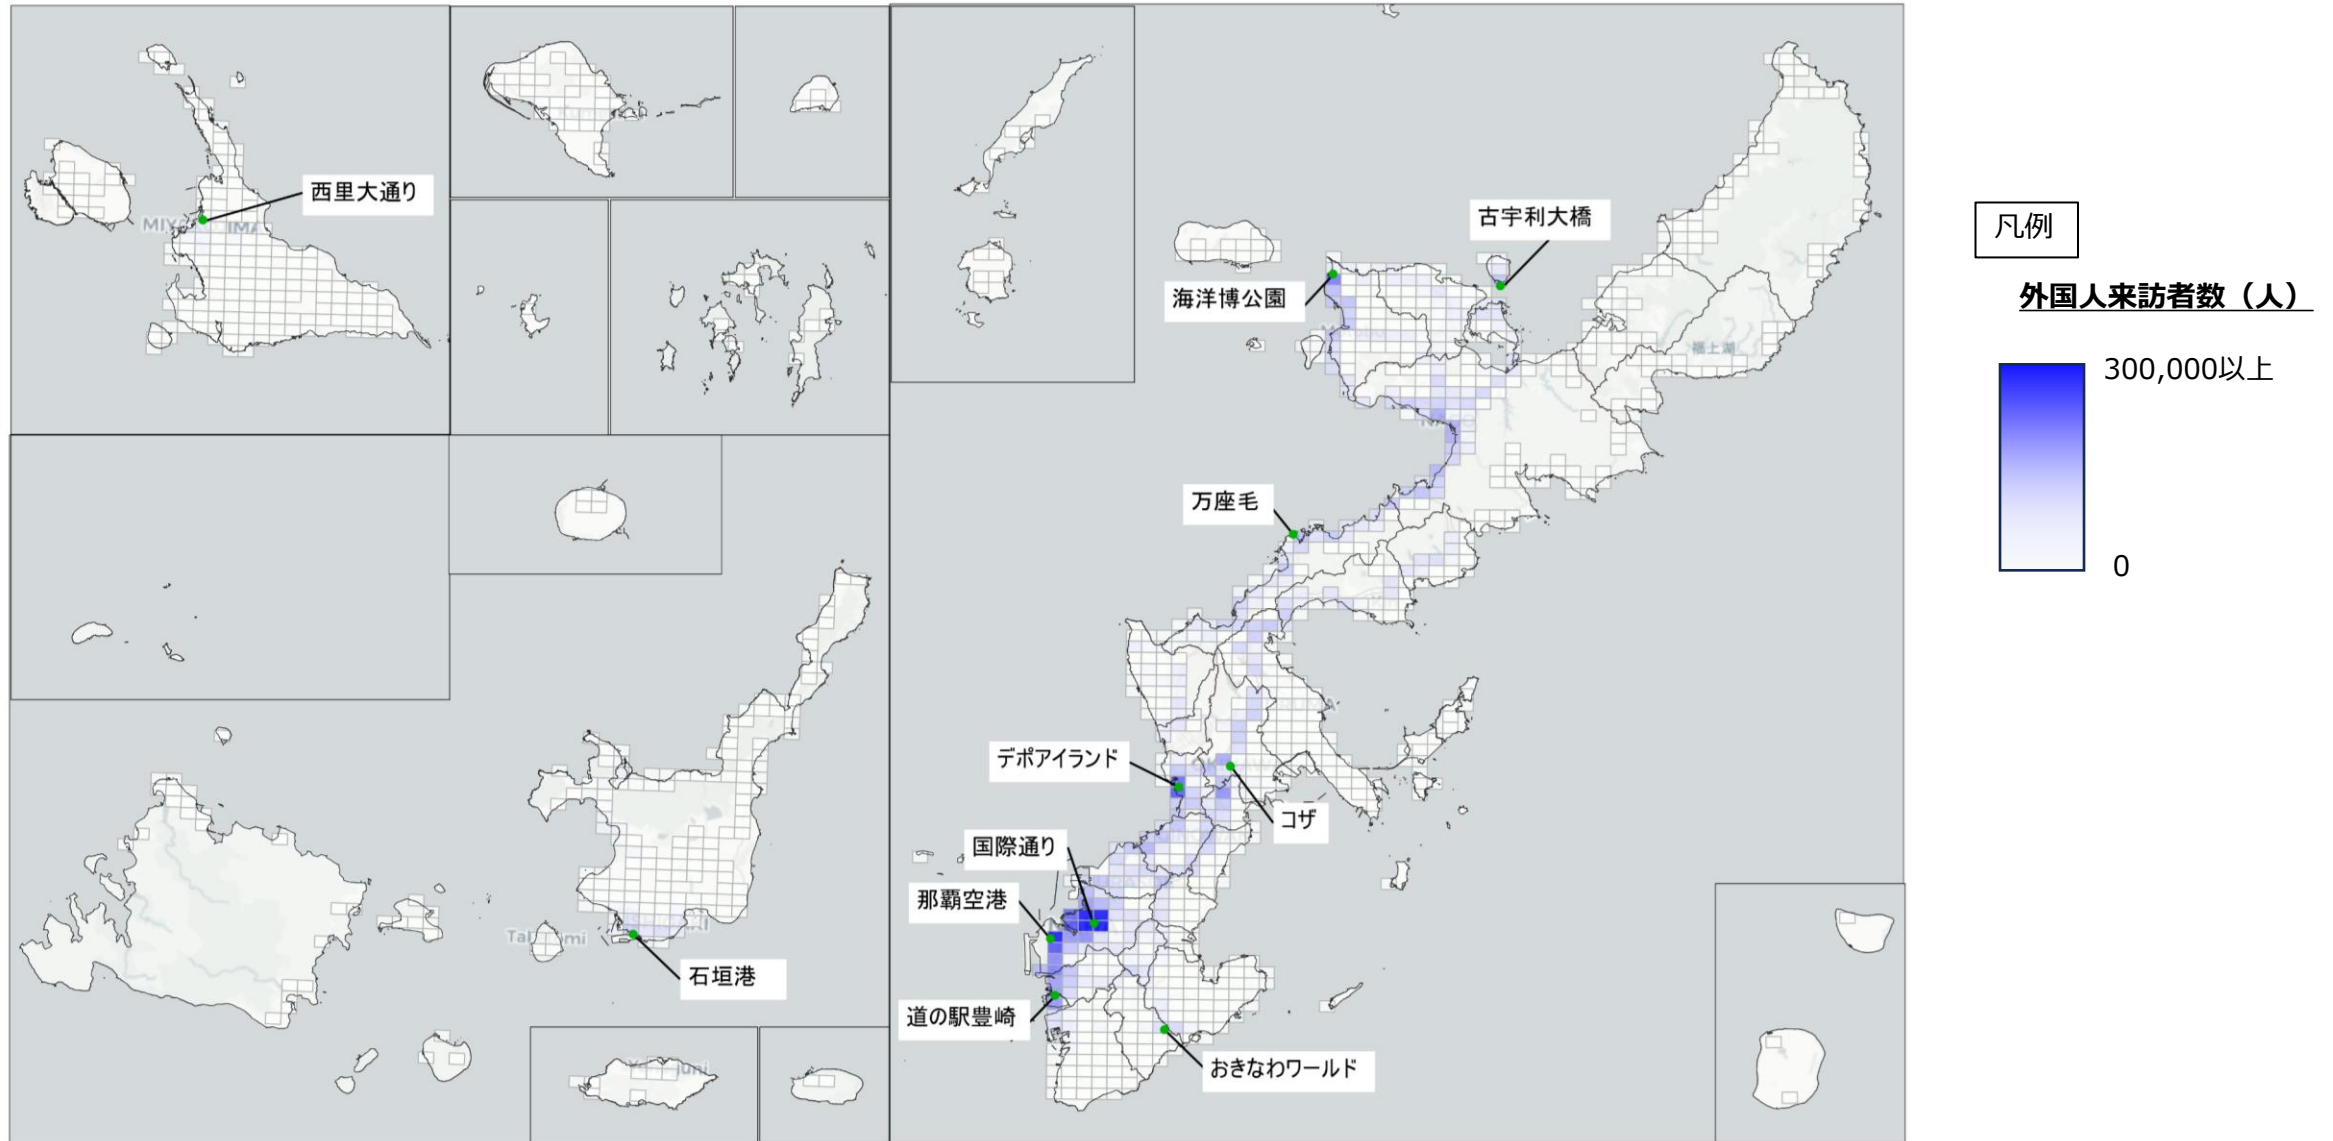 西里大通り
古宇利大橋
海洋博公園
福上湖
万座毛
デポアイランド
コザ
国際通り
那覇空港
石垣港
道の駅豊崎
おきなわワールド
凡例
外国人来訪者数（人）
300,000以上
0